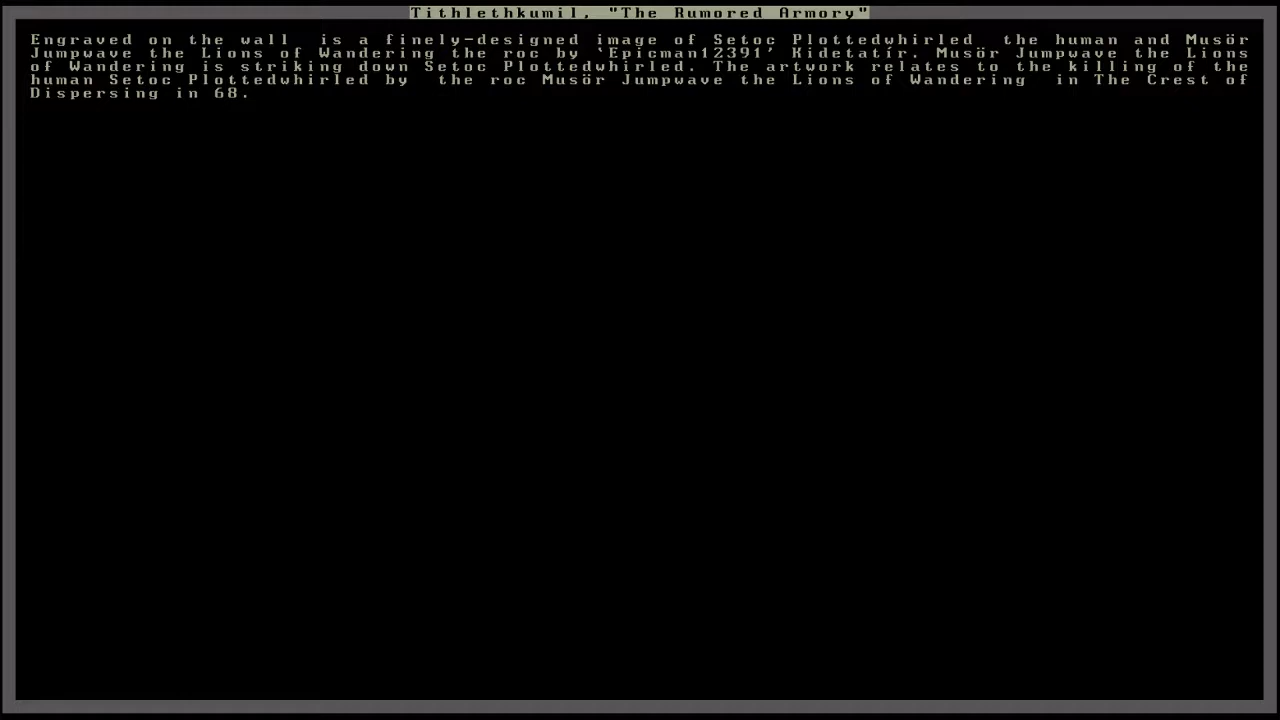 Tithlethkumil, "The Rumored Armory"
Engraved on the wall  is a finely-designed image of Setoc Plottedwhirled  the human and Musör
Jumpwave the Lions of Wandering the roc by `Epicman12391' Kidetatír. Musör Jumpwave the Lions
of Wandering is striking down Setoc Plottedwhirled. The artwork relates to the killing of the
human Setoc Plottedwhirled by  the roc Musör Jumpwave the Lions of Wandering  in The Crest of
Dispersing in 68.